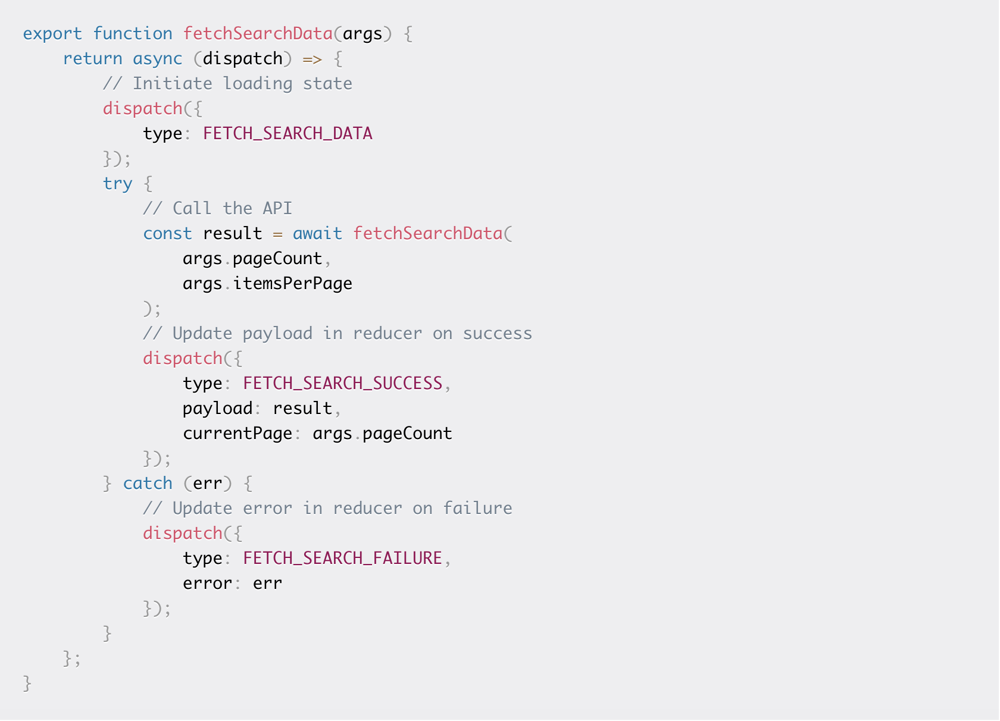 export function fetchSearchData(args) {
    return async (dispatch) => {
        // Initiate loading state
        dispatch({
            type: FETCH_SEARCH_DATA
        });
        try {
            // Call the API
            const result = await fetchSearchData(
                args.pageCount,
                args.itemsPerPage
            );
            // Update payload in reducer on success
            dispatch({
                type: FETCH_SEARCH_SUCCESS,
                payload: result,
                currentPage: args.pageCount
            });
        } catch (err) {
            // Update error in reducer on failure
            dispatch({
                type: FETCH_SEARCH_FAILURE,
                error: err
            });
        }
    };
}